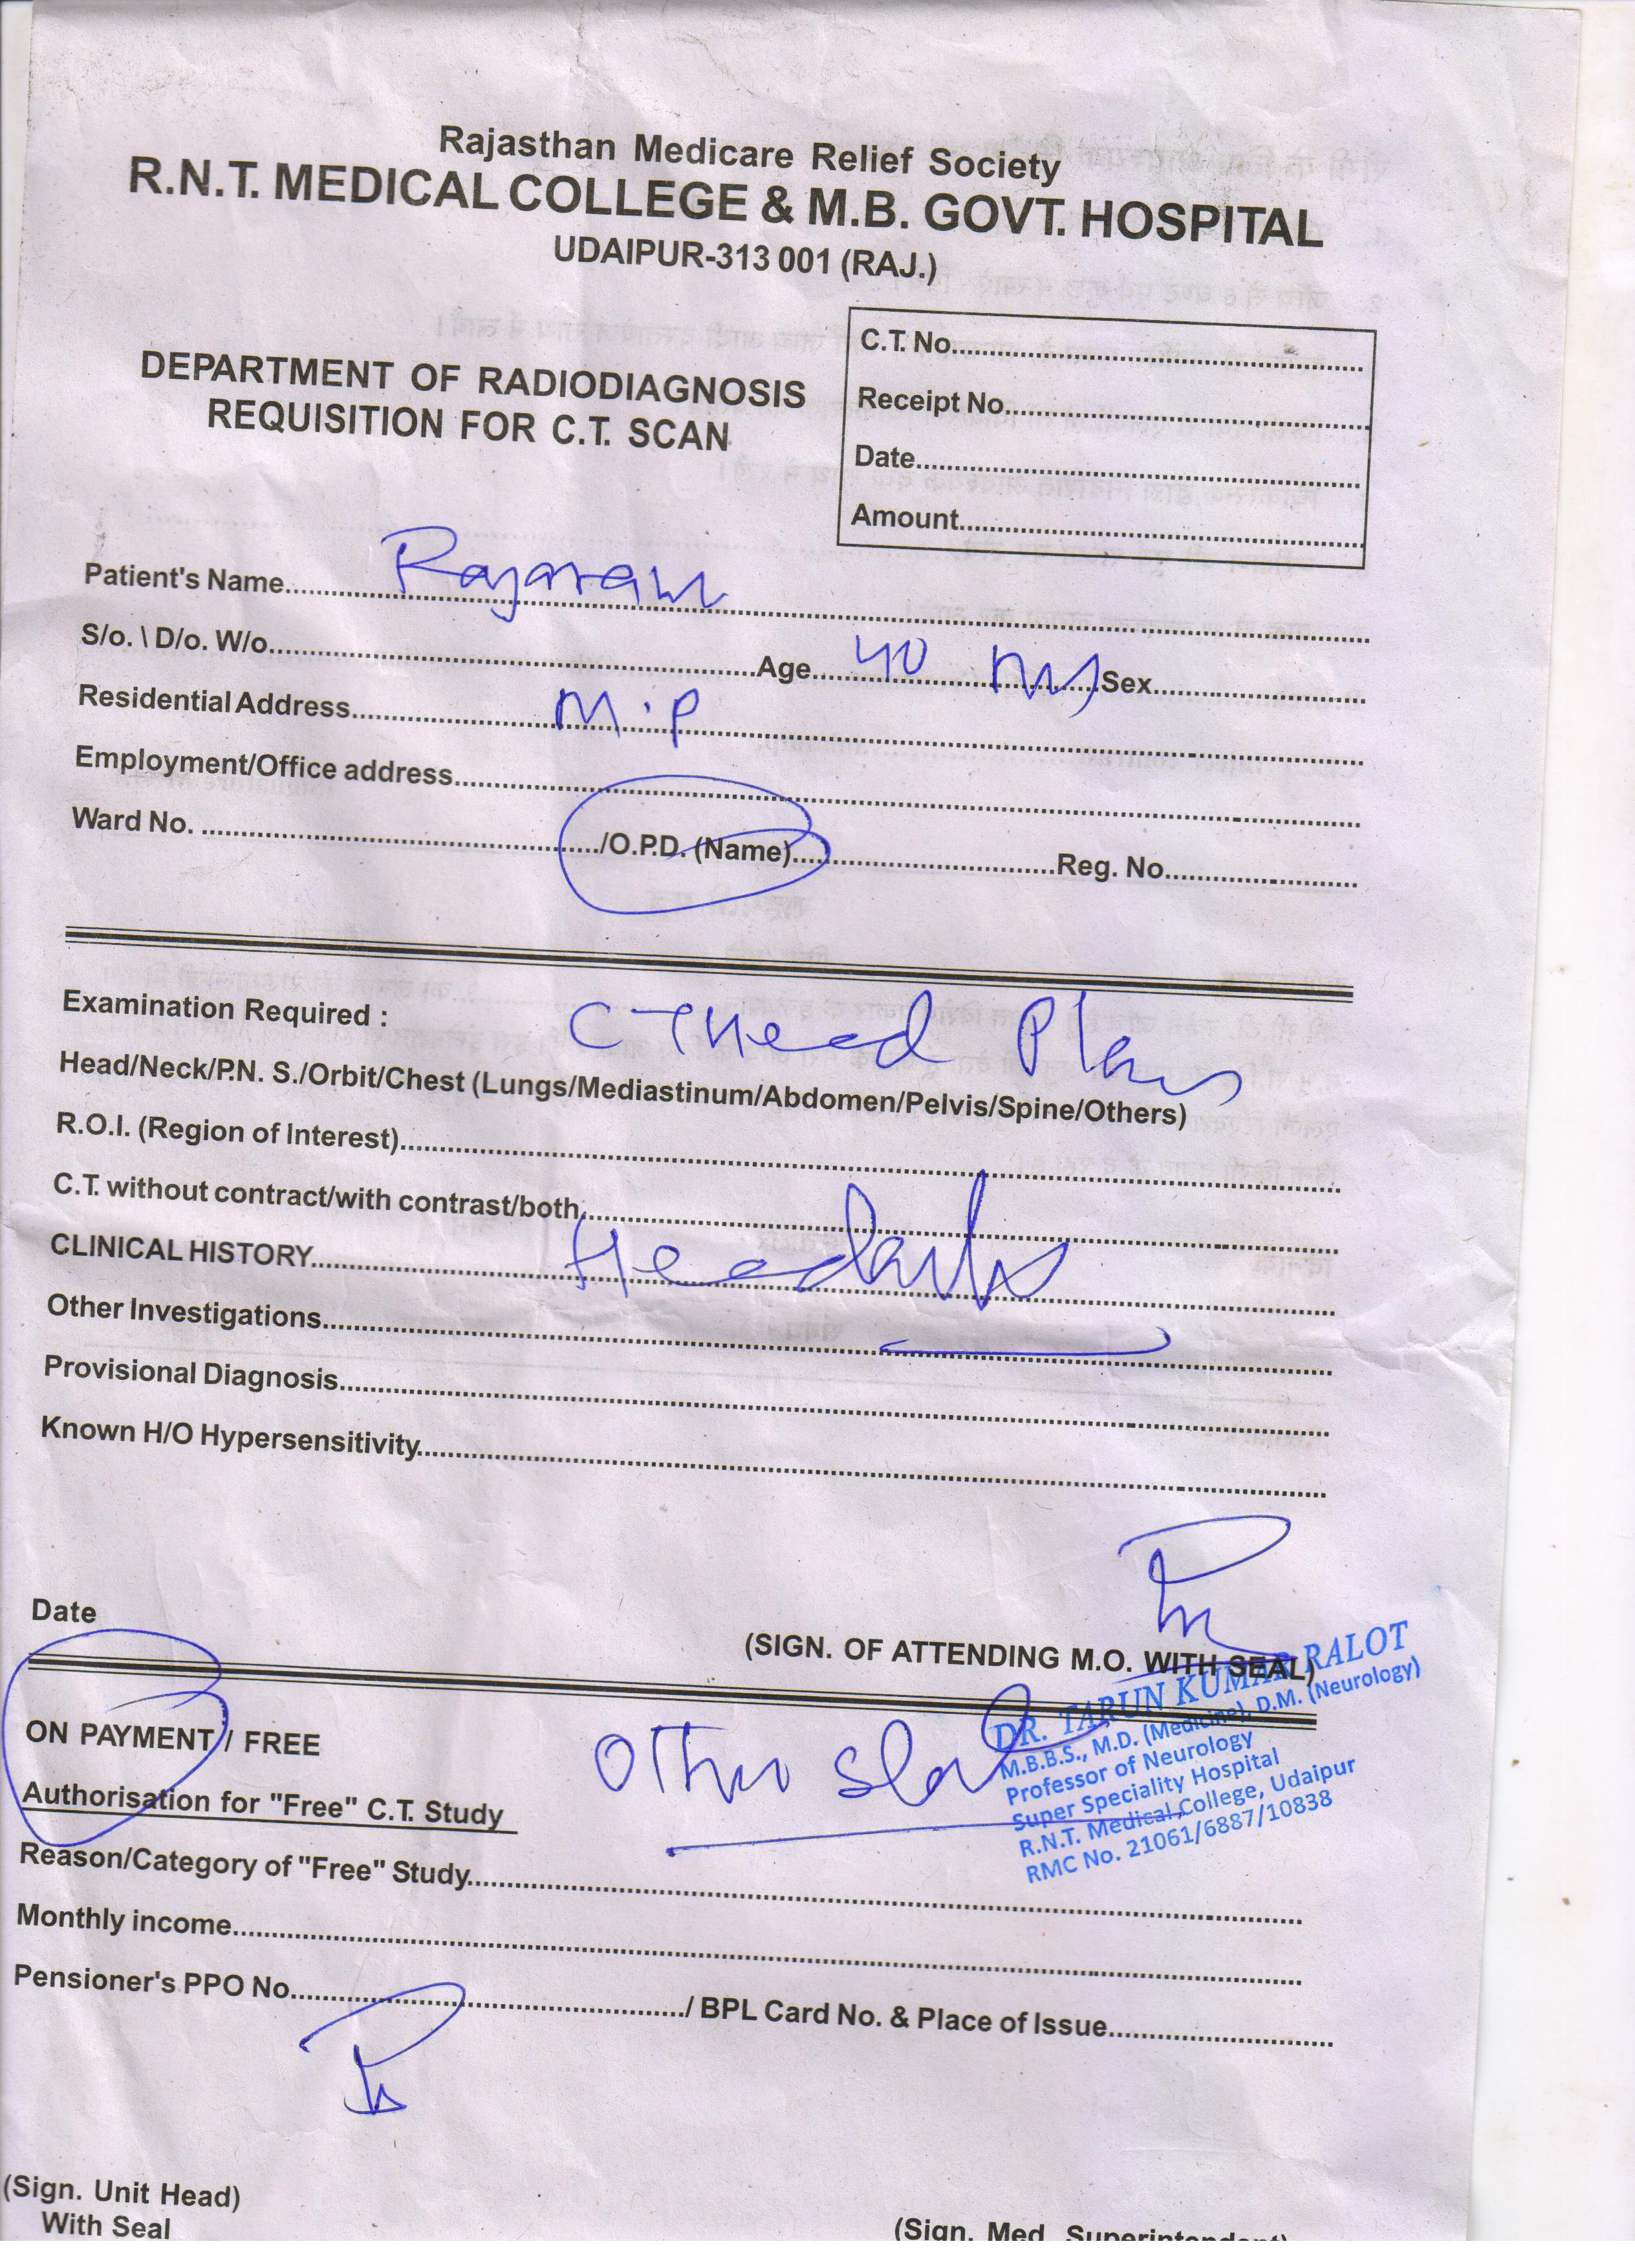 Rajasthan Medicare Relief Society
R.N.T. MEDICAL COLLEGE & M.B. GOVT. HOSPITAL
UDAIPUR-313 001 (RAJ.)
DEPARTMENT OF RADIODIAGNOSIS
REQUISITION FOR C.T. SCAN
C.T. No.
Receipt No.
Date
Amount
Patient's Name Rajaram
S/o. \ D/o. W/o. Age 40 Sex
Residential Address M.P
Employment/Office address
Ward No. /O.P.D. (Name) Reg. No.
Examination Required : CT Head Plain
Head/Neck/P.N. S./Orbit/Chest (Lungs/Mediastinum/Abdomen/Pelvis/Spine/Others)
R.O.I. (Region of Interest)
C.T. without contract/with contrast/both
CLINICAL HISTORY Headache
Other Investigations
Provisional Diagnosis
Known H/O Hypersensitivity
Date
(SIGN. OF ATTENDING M.O. WITH SEAL)
DR. TARUN KUMAR RALOT
M.B.B.S., M.D. (Medicine), D.M. (Neurology)
Professor of Neurology
Super Speciality Hospital
R.N.T. Medical College, Udaipur
RMC No. 21061/6887/10838
ON PAYMENT / FREE Other
Authorisation for "Free" C.T. Study
Reason/Category of "Free" Study
Monthly income
Pensioner's PPO No. / BPL Card No. & Place of Issue
(Sign. Unit Head)
With Seal
(Sign. Med. Superintendent)